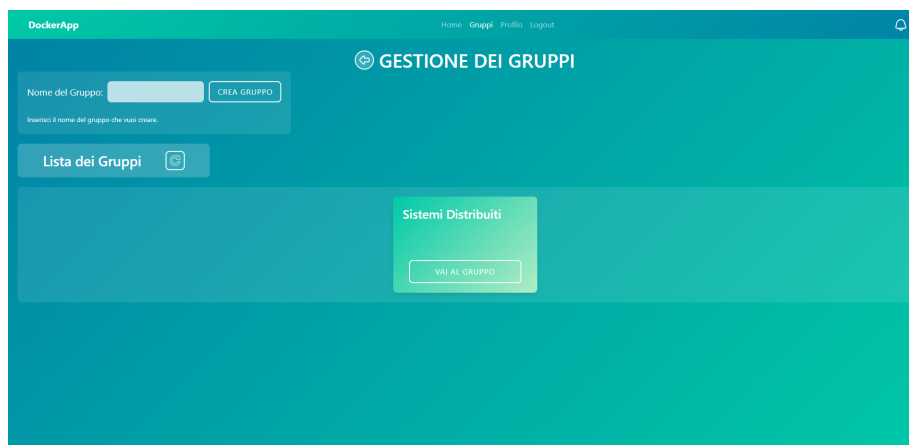 DockerApp Home Gruppi Profilo Logout
GESTIONE DEI GRUPPI
Nome del Gruppo: CREA GRUPPO
Inserisci il nome del gruppo che vuoi creare.
Lista dei Gruppi
Sistemi Distribuiti
VAI AL GRUPPO